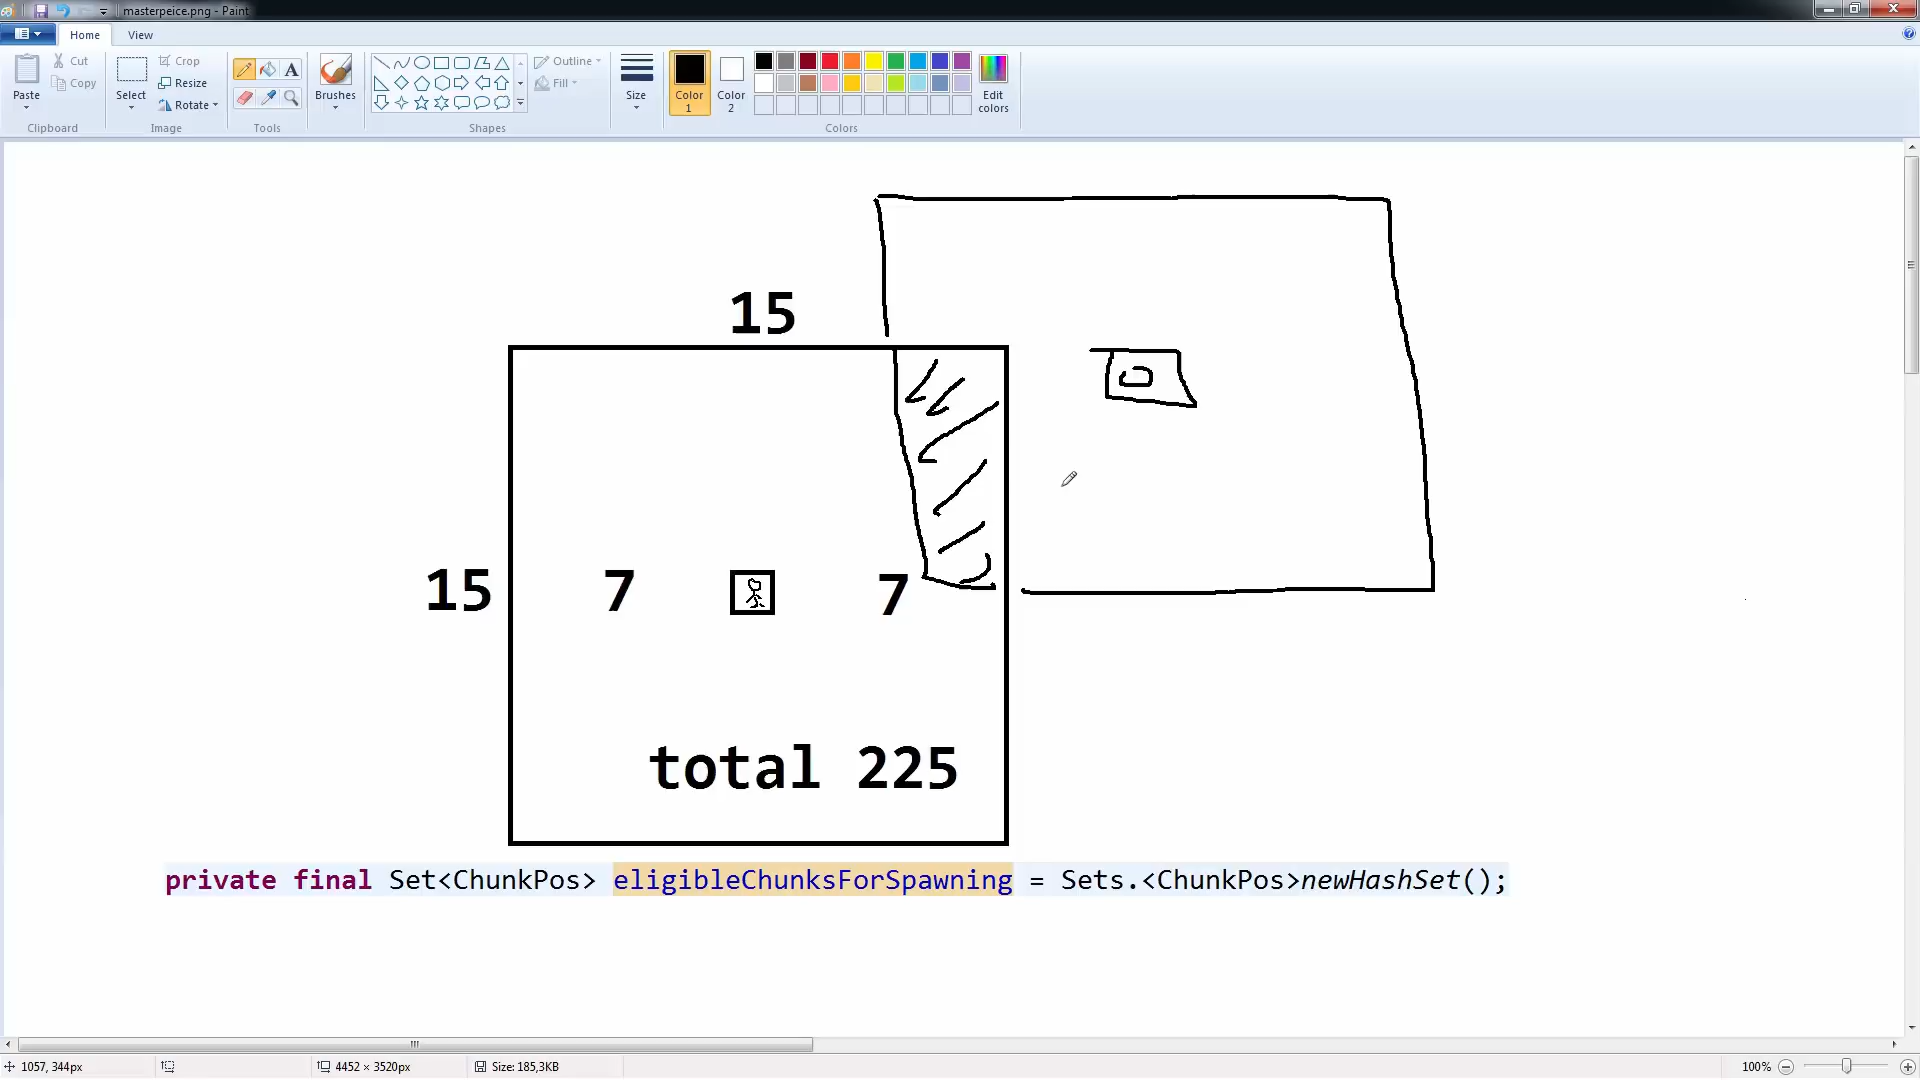 masterpeice.png - Paint
Home View
Paste
Cut
Copy
Clipboard
Select
Crop
Resize
Rotate
Image
Tools
Brushes
Shapes
Outline
Fill
Size
Color 1
Color 2
Edit colors
Colors
15
15
7
7
total 225
private final Set<ChunkPos> eligibleChunksForSpawning = Sets.<ChunkPos>newHashSet();
1057, 344px
4452 × 3520px
Size: 185,3KB
100%